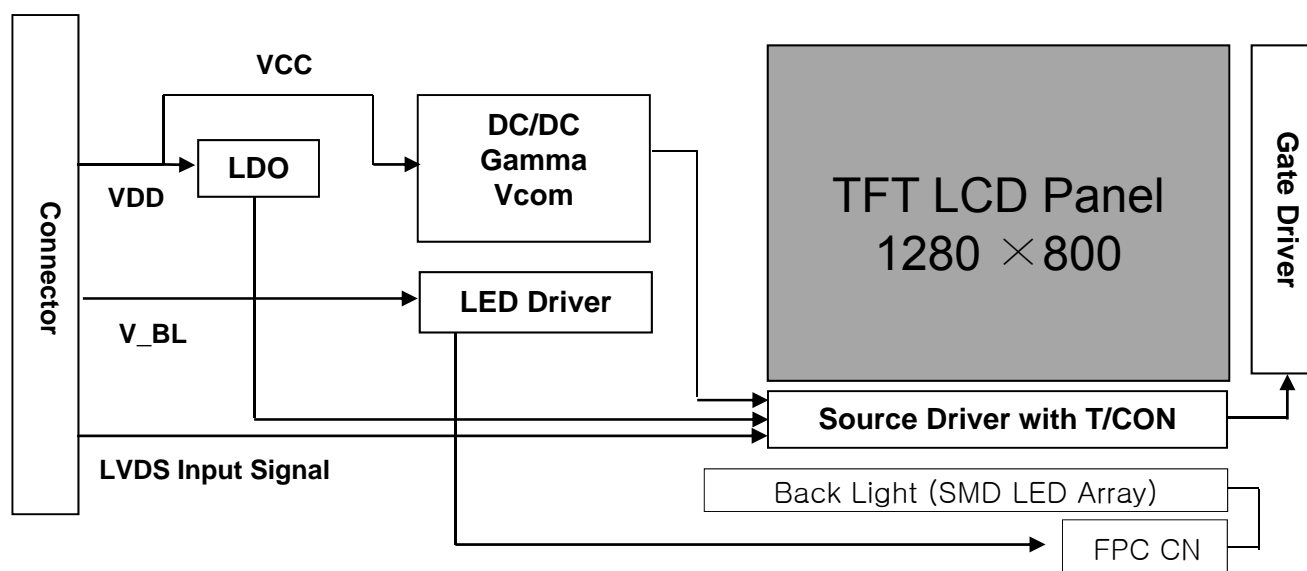 VCC
DC/DC
Gamma
Vcom
LDO
VDD
Connector
TFT LCD Panel
1280 ×800
Gate Driver
LED Driver
V_BL
Source Driver with T/CON
LVDS Input Signal
Back Light (SMD LED Array)
FPC CN